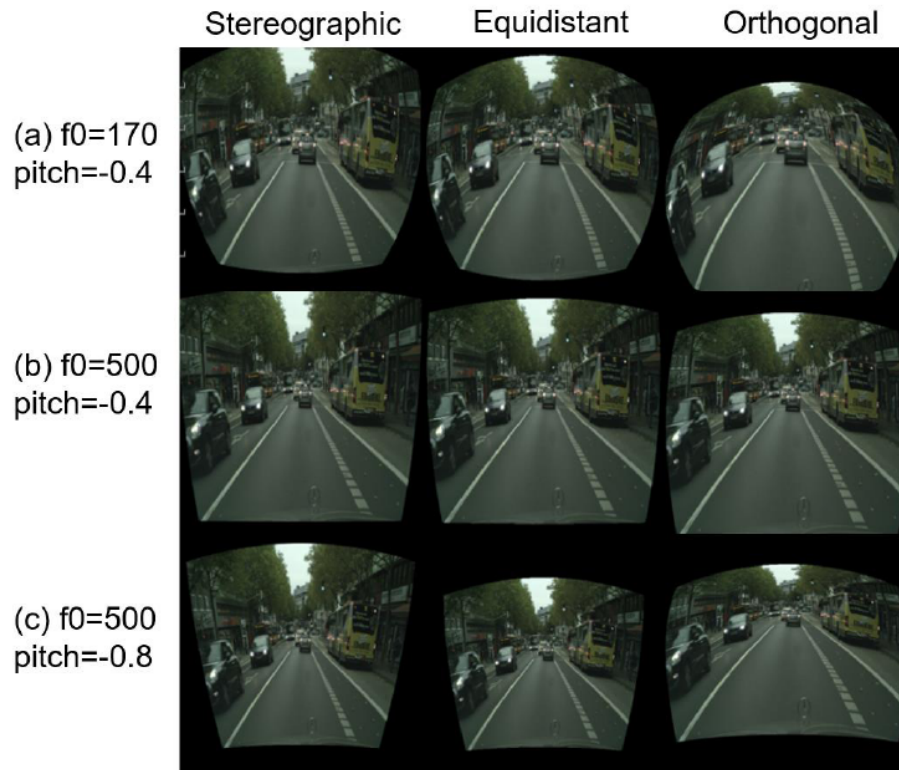 Stereographic Equidistant Orthogonal
(a) f0=170
pitch=-0.4
(b) f0=500
pitch=-0.4
(c) f0=500
pitch=-0.8